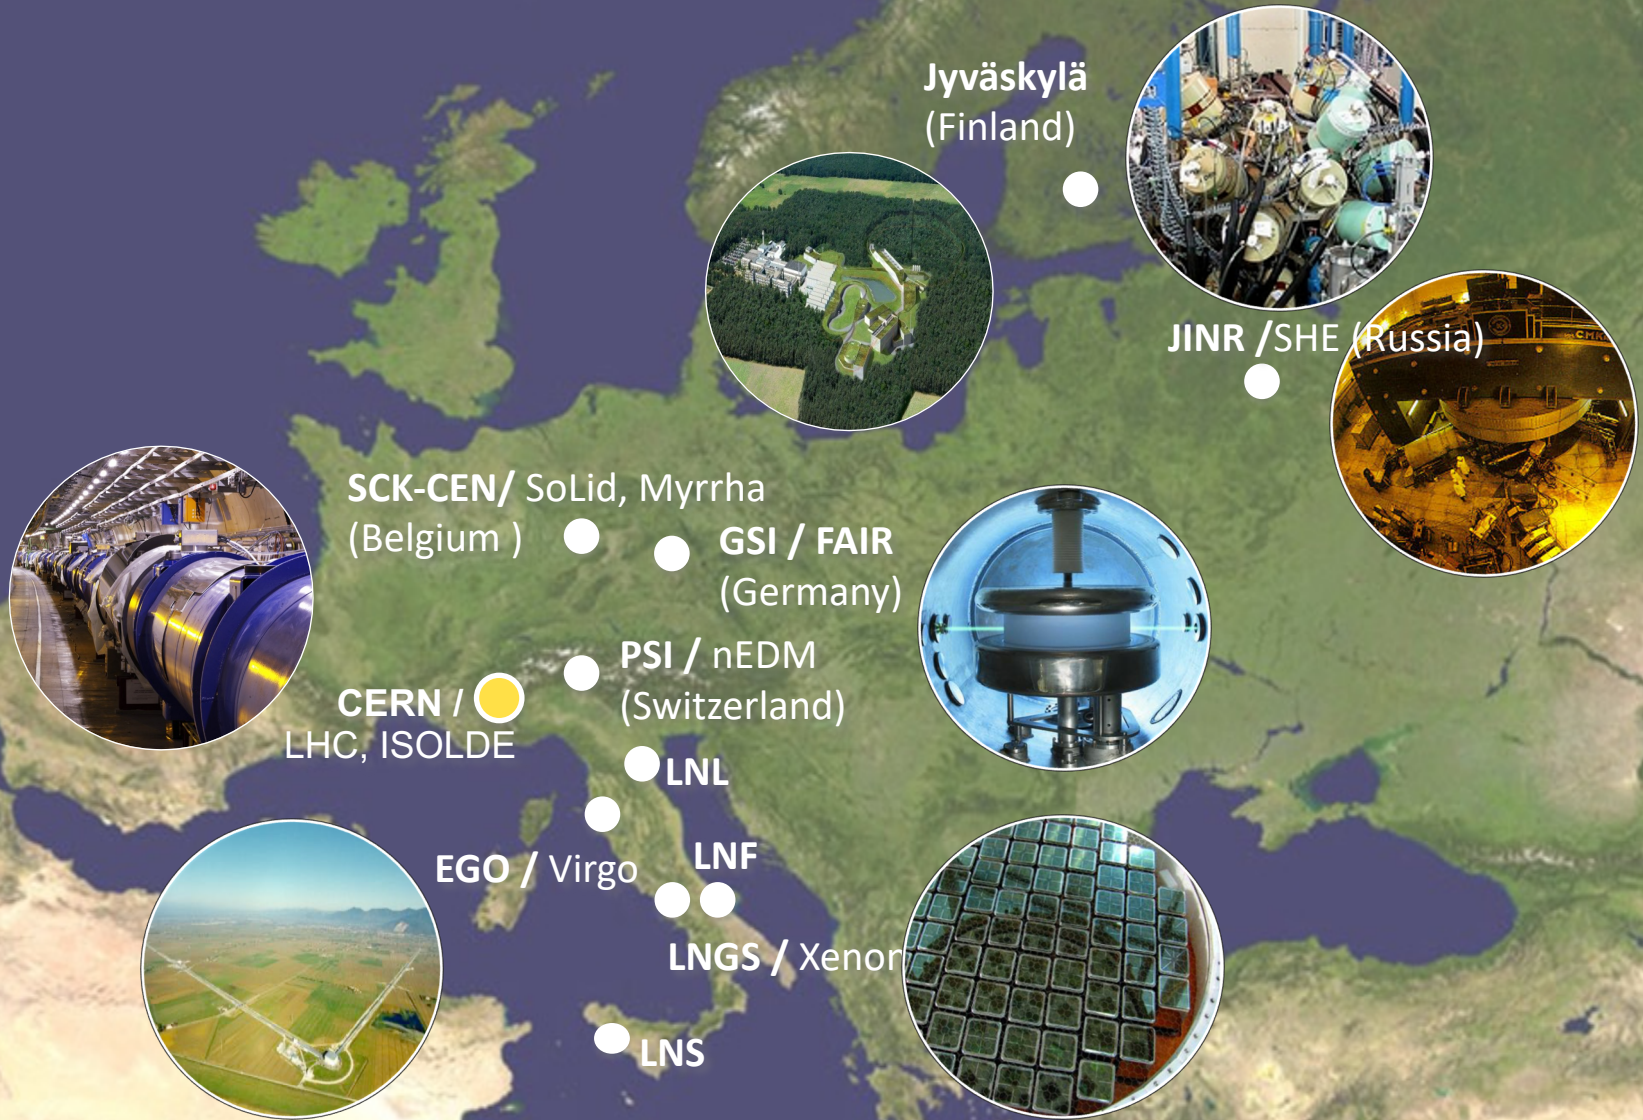 Jyväskylä
(Finland)
JINR /SHE (Russia)
SCK-CEN/ SoLid, Myrrha
(Belgium )
GSI / FAIR
(Germany)
PSI / nEDM
(Switzerland)
CERN /
LHC, ISOLDE
LNL
EGO / Virgo
LNF
LNGS / Xenon
LNS